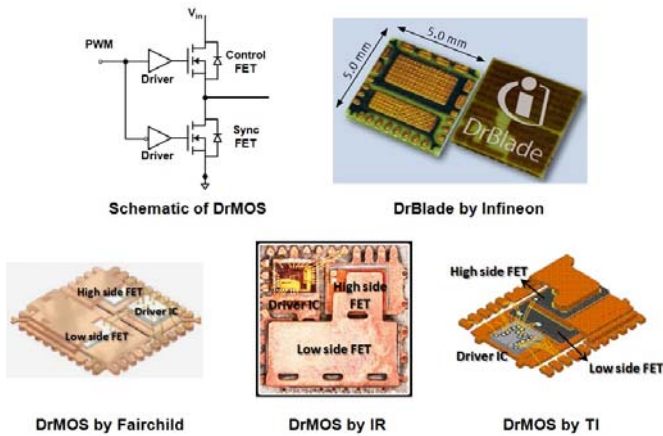 Vin
PWM
Driver
Control
FET
Driver
Sync
FET
Schematic of DrMOS
5.0 mm
5.0 mm
DrBlade
DrBlade by Infineon
High side FET
Driver IC
Low side FET
DrMOS by Fairchild
Driver IC
High side
FET
Low side FET
DrMOS by IR
High side FET
Driver IC
Low side FET
DrMOS by TI